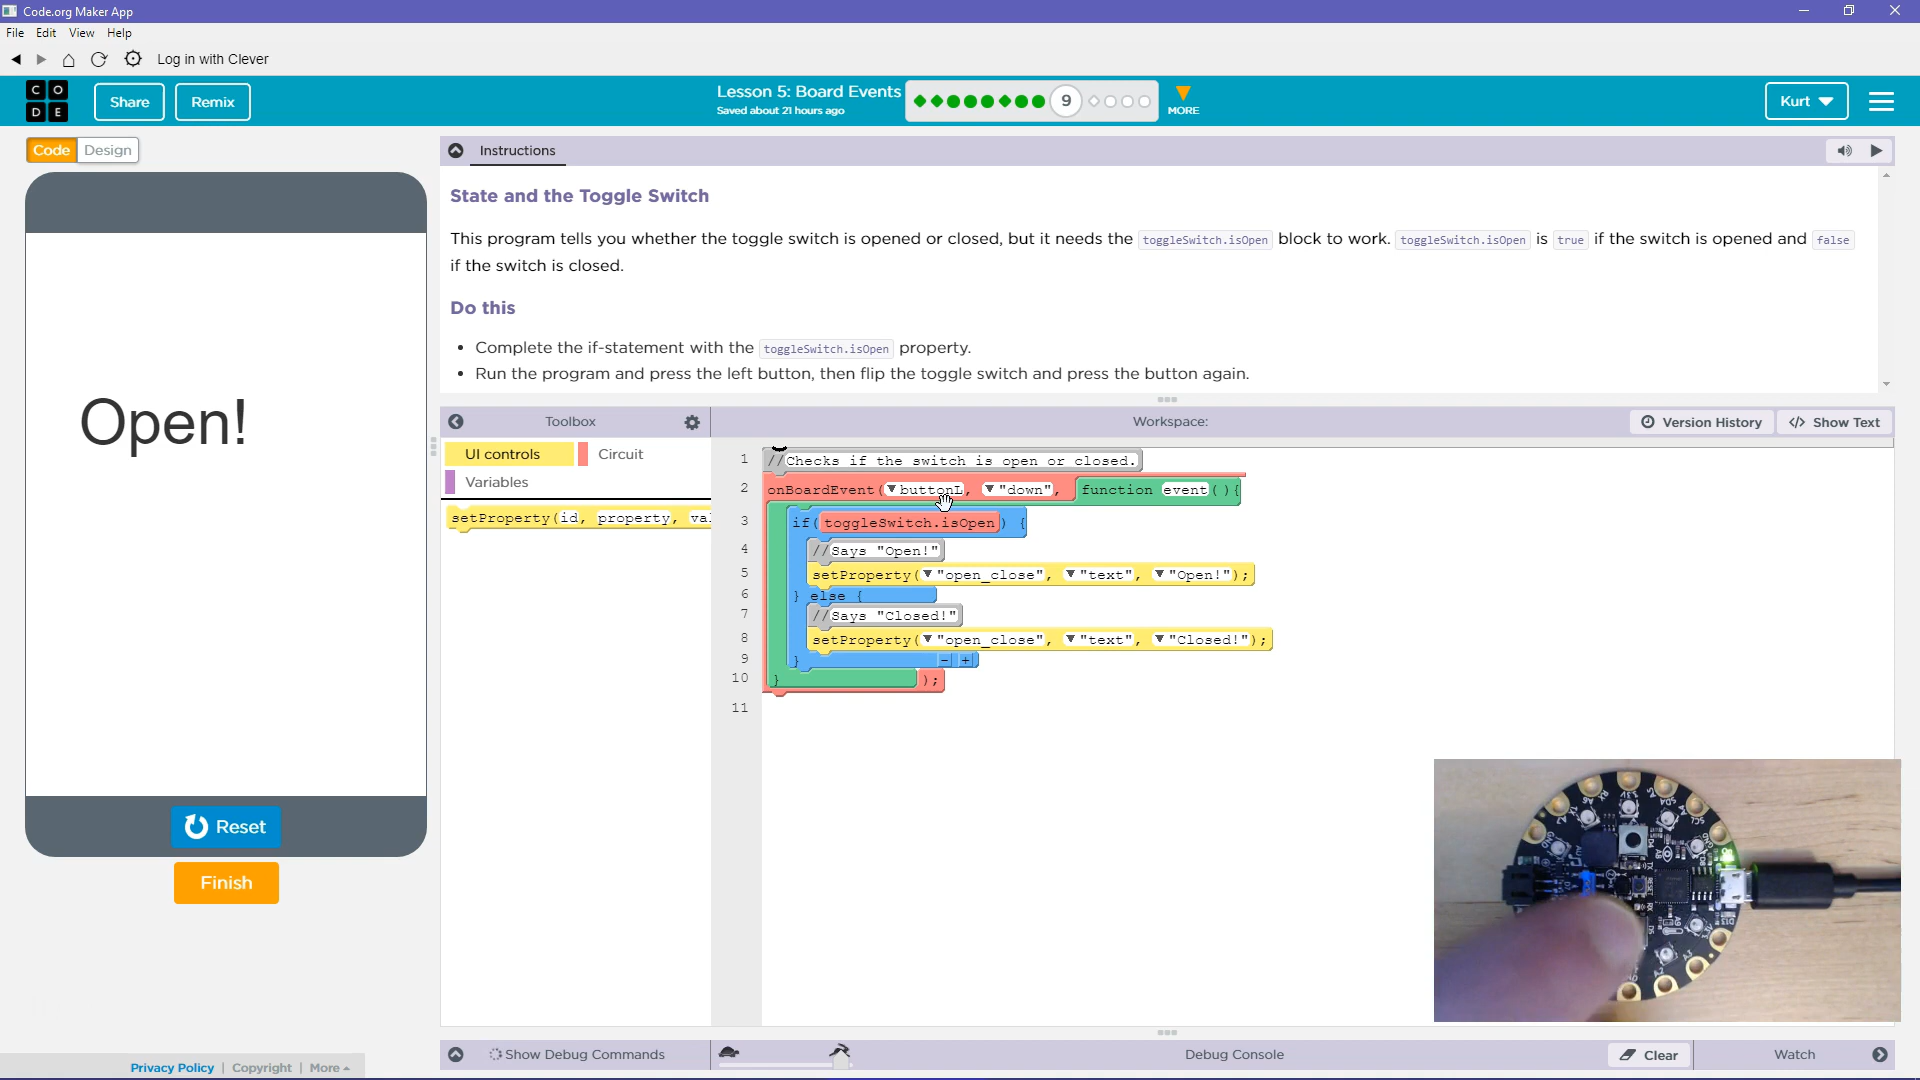 Code.org Maker App
File Edit View Help
Log in with Clever
C O D E
Share
Remix
Lesson 5: Board Events
Saved about 21 hours ago
9
MORE
Kurt
Code Design
Instructions
State and the Toggle Switch
This program tells you whether the toggle switch is opened or closed, but it needs the toggleSwitch.isOpen block to work. toggleSwitch.isOpen is true if the switch is opened and false
if the switch is closed.
Do this
Complete the if-statement with the toggleSwitch.isOpen property.
Run the program and press the left button, then flip the toggle switch and press the button again.
Open!
Reset
Finish
Toolbox
Workspace:
Version History
</> Show Text
UI controls
Circuit
Variables
setProperty(id, property, val
1 //Checks if the switch is open or closed.
2 onBoardEvent(▼buttonL, ▼"down", function event(){
3 if(toggleSwitch.isOpen) {
4 //Says "Open!"
5 setProperty(▼"open_close", ▼"text", ▼"Open!");
6 } else {
7 //Says "Closed!"
8 setProperty(▼"open_close", ▼"text", ▼"Closed!");
9 } - +
10 } );
11
Show Debug Commands
Debug Console
Clear
Watch
Privacy Policy | Copyright | More